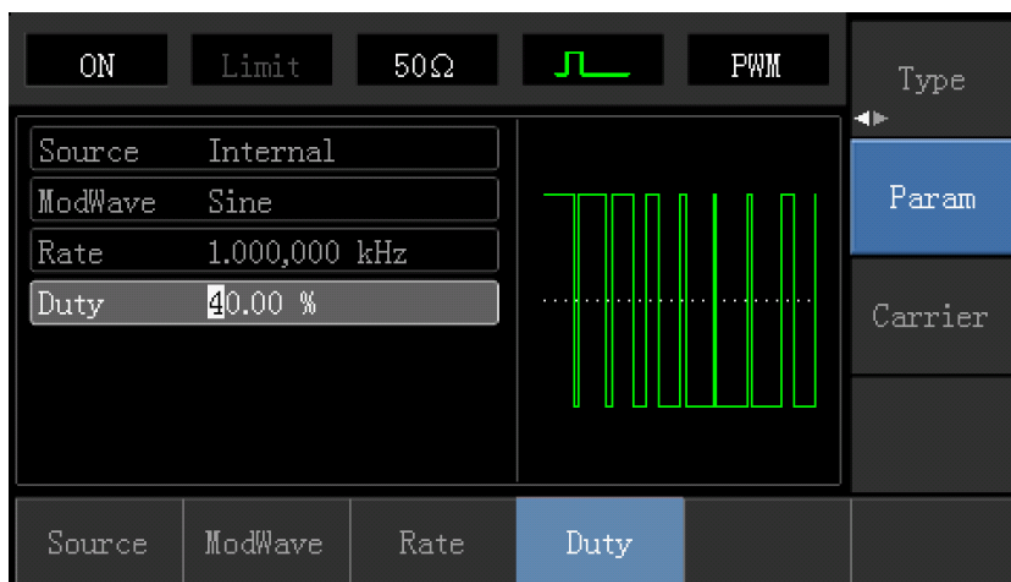 ON Limit 50Ω PWM
Type
Source Internal
ModWave Sine
Param
Rate 1.000,000 kHz
Duty 40.00 %
Carrier
Source ModWave Rate Duty